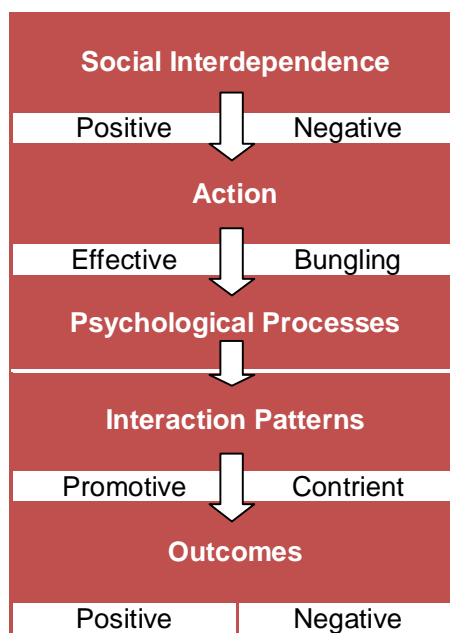 Social Interdependence
Positive Negative
Action
Effective Bungling
Psychological Processes
Interaction Patterns
Promotive Contrient
Outcomes
Positive Negative